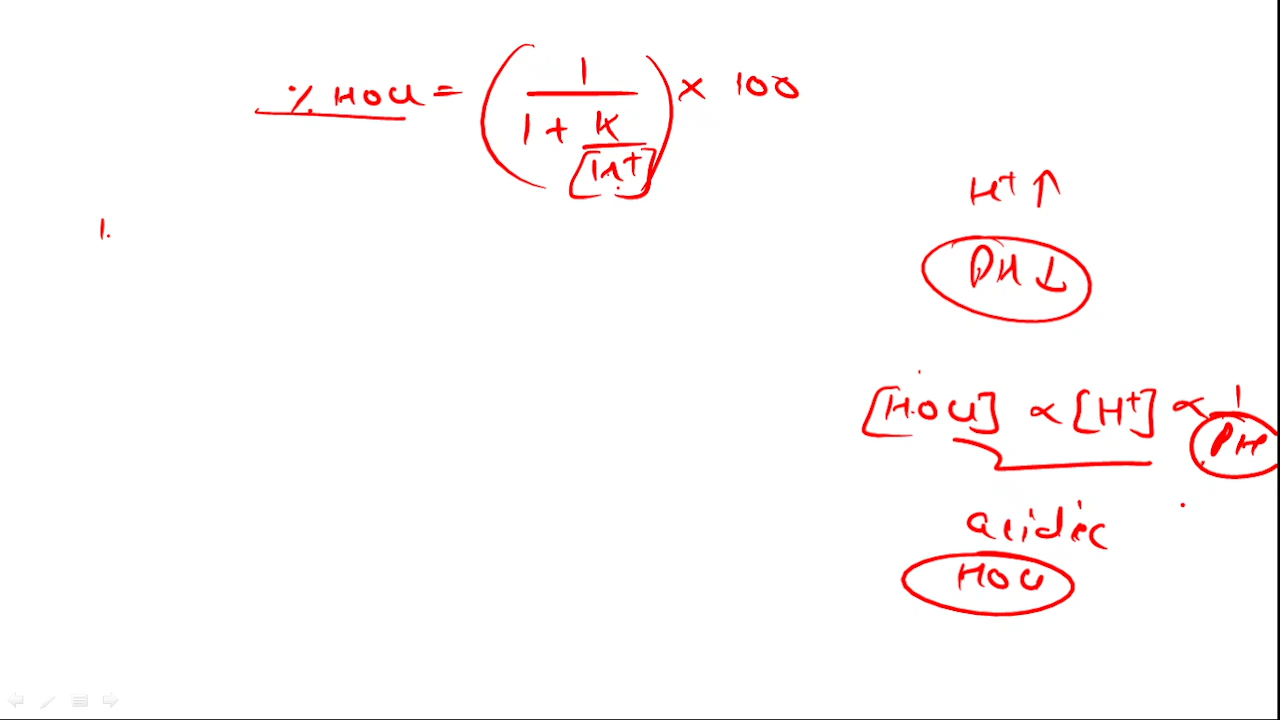 % HOCl = ( 1 / ( 1 + K / [H+] ) ) × 100
H+ ↑
PH ↓
1.
[HOCl] ∝ [H+] ∝ 1 / PH
acidic
HOCl